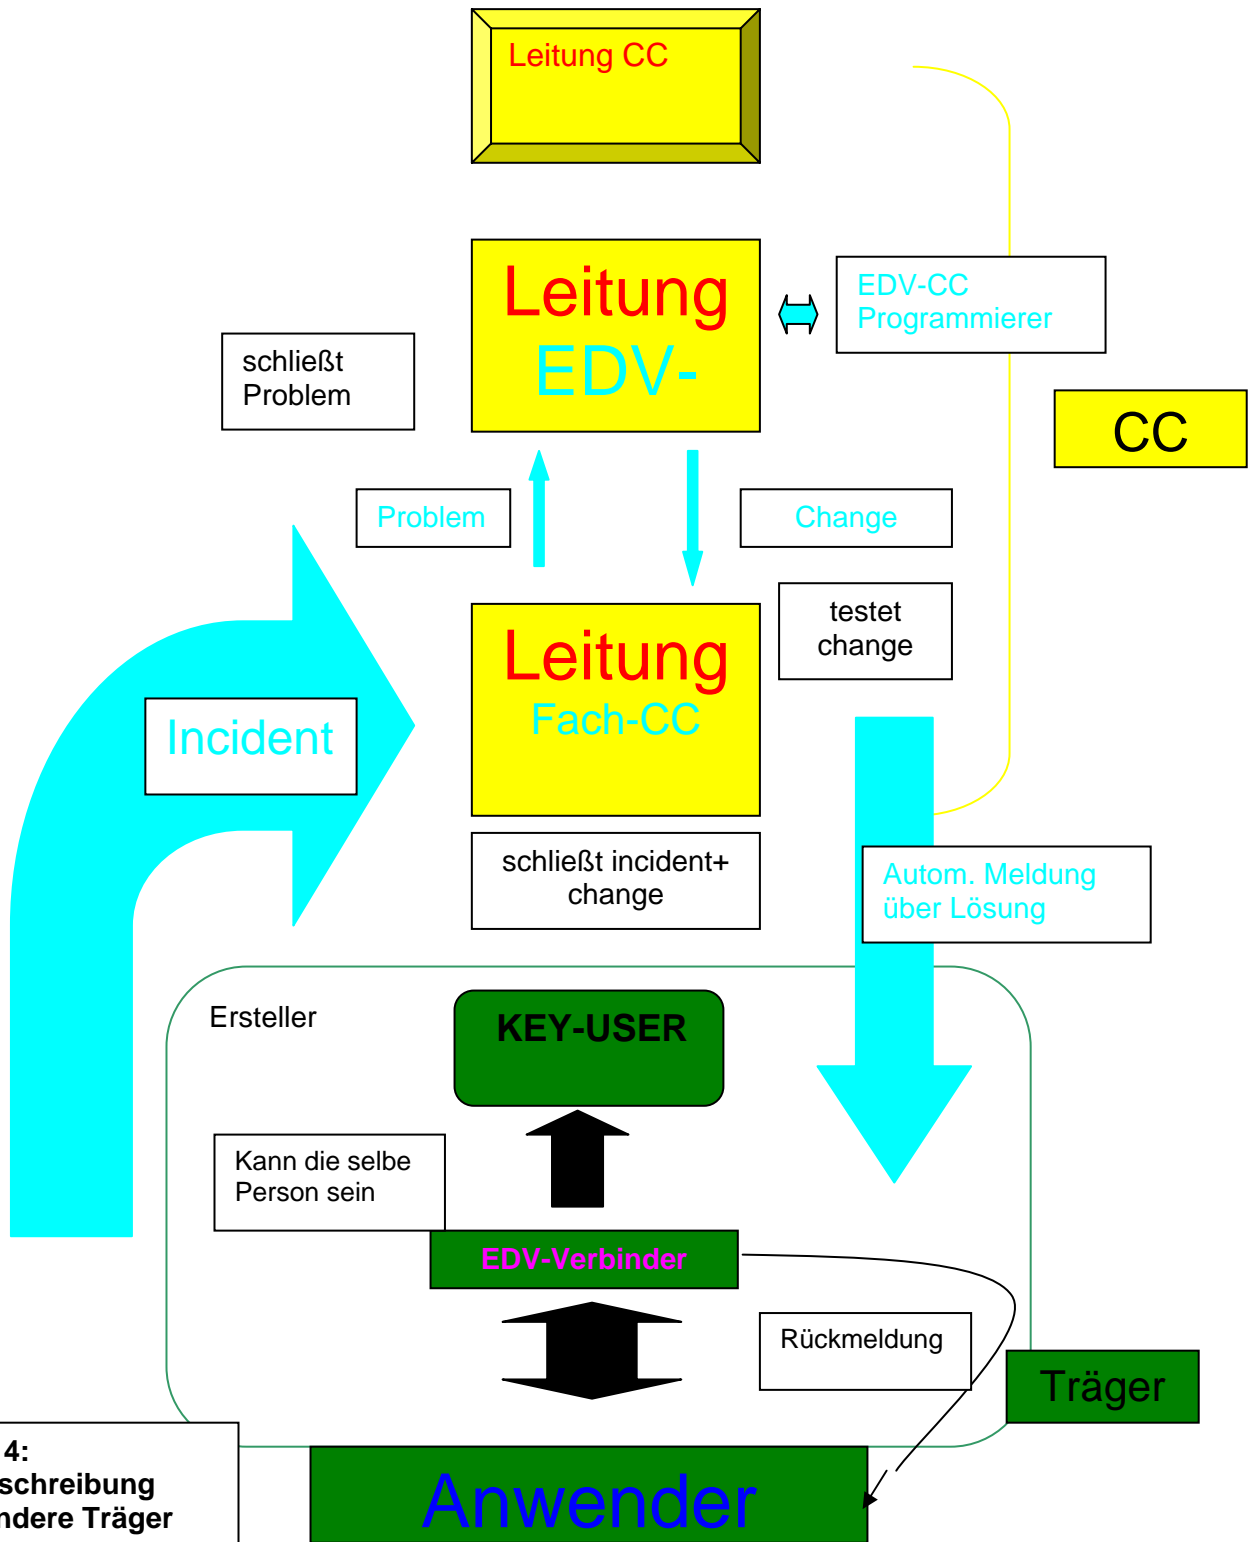 Leitung CC
Leitung
EDV-
EDV-CC
Programmierer
schließt
Problem
CC
Problem
Change
testet
change
Leitung
Fach-CC
Incident
schließt incident+
change
Autom. Meldung
über Lösung
Ersteller
KEY-USER
Kann die selbe
Person sein
EDV-Verbinder
Rückmeldung
Träger
4:
schreibung
ndere Träger
Anwender